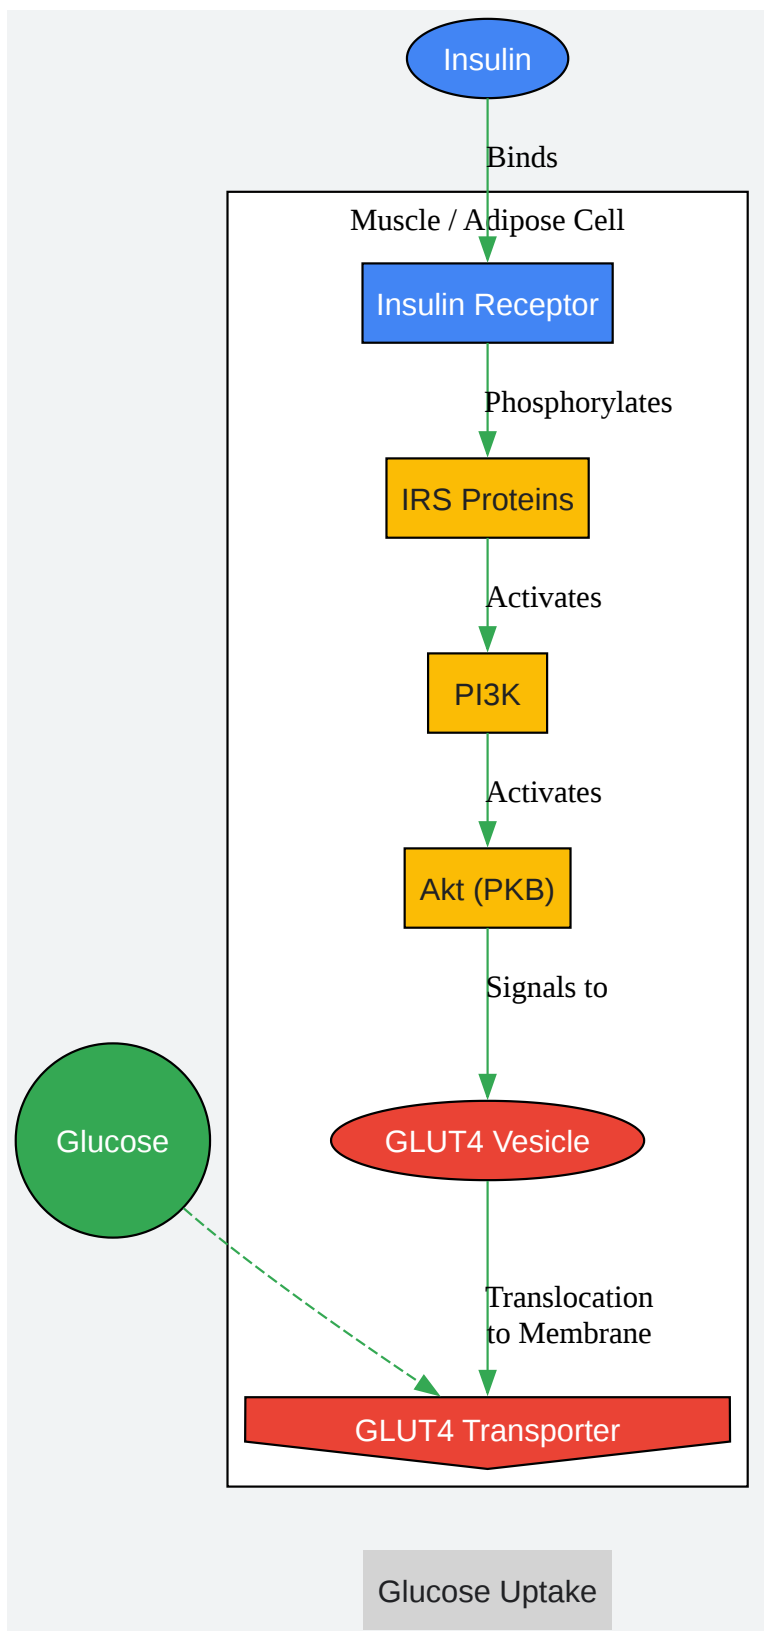 Insulin
Binds
Muscle / Adipose Cell
Insulin Receptor
Phosphorylates
IRS Proteins
Activates
PI3K
Activates
Akt (PKB)
Signals to
Glucose
GLUT4 Vesicle
Translocation
to Membrane
GLUT4 Transporter
Glucose Uptake